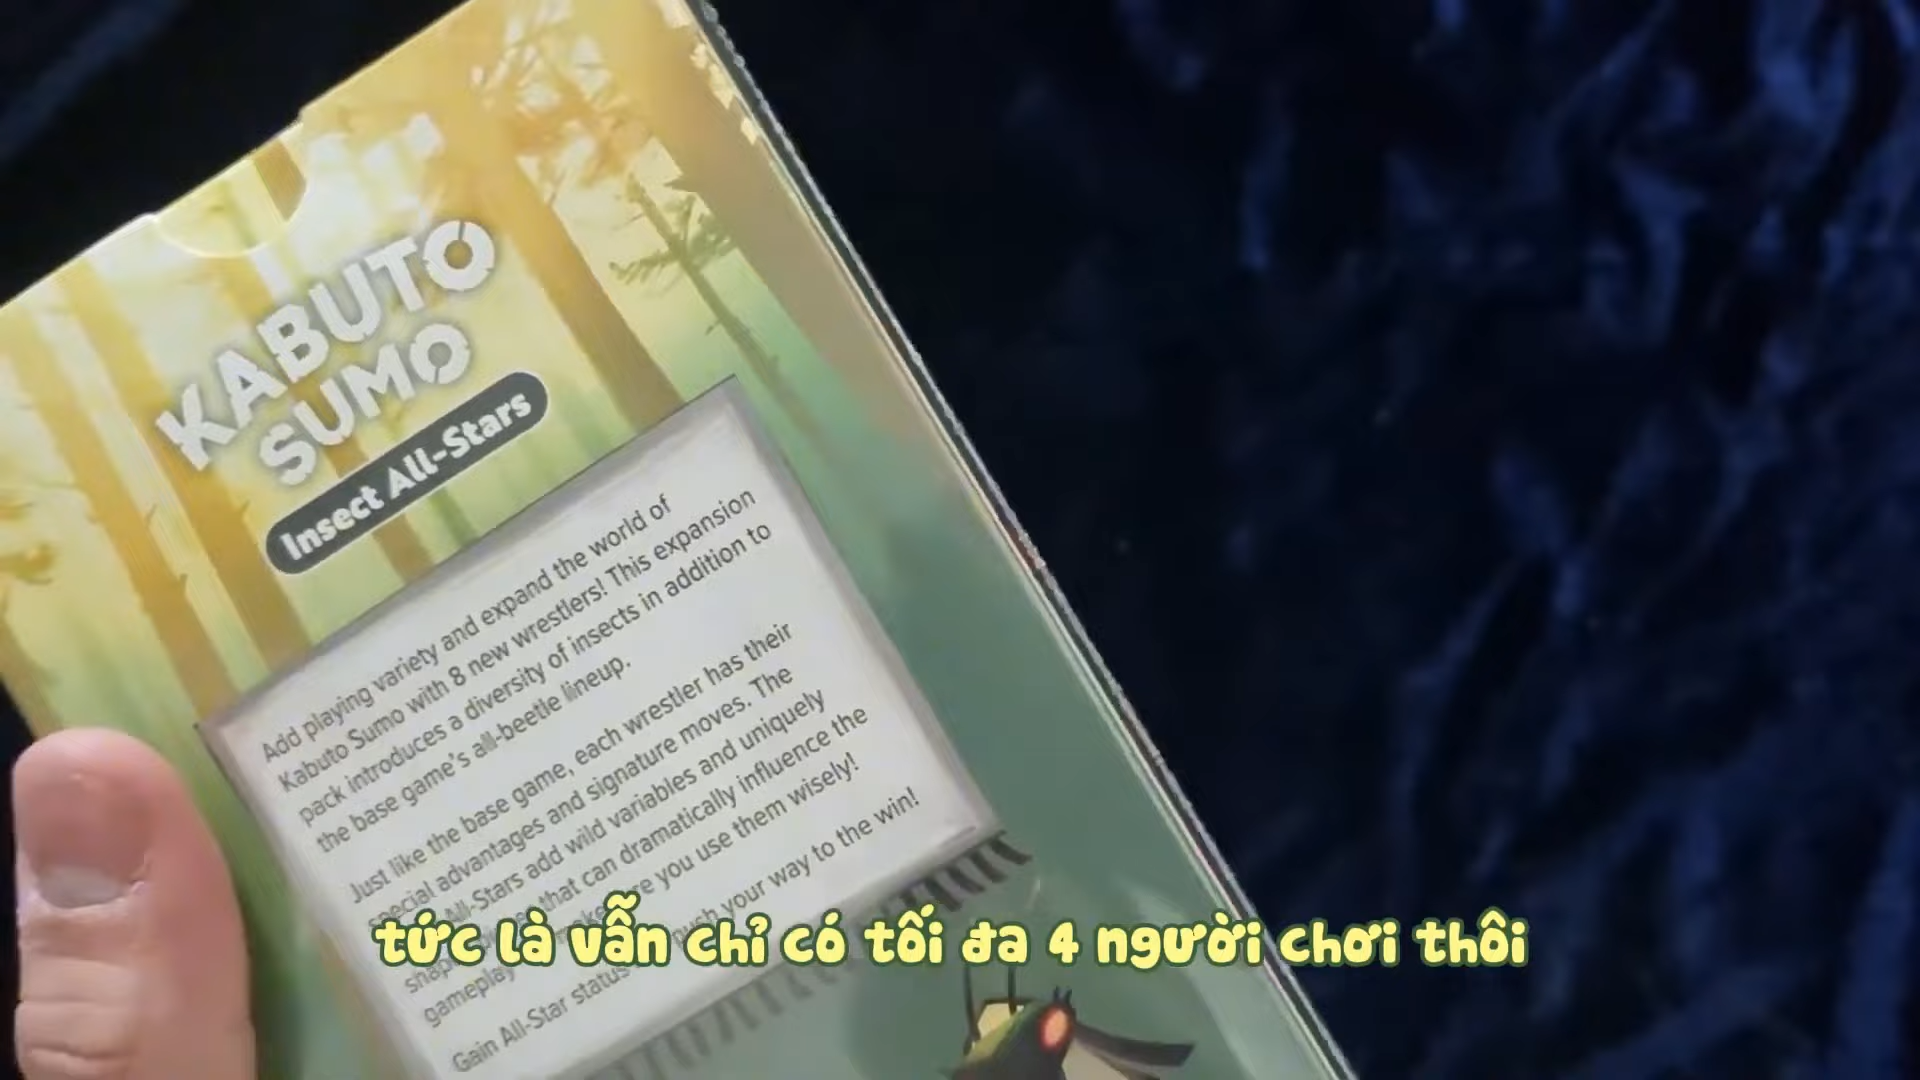 KABUTO
SUMO
Insect All-Stars
Add playing variety and expand the world of
Kabuto Sumo with 8 new wrestlers! This expansion
pack introduces a diversity of insects in addition to
the base game's all-beetle lineup.
Just like the base game, each wrestler has their
special advantages and signature moves. The
All-Stars add wild variables and uniquely
that can dramatically influence the
gameplay you use them wisely!
Gain All-Star status push your way to the win!
tức là vẫn chỉ có tối đa 4 người chơi thôi